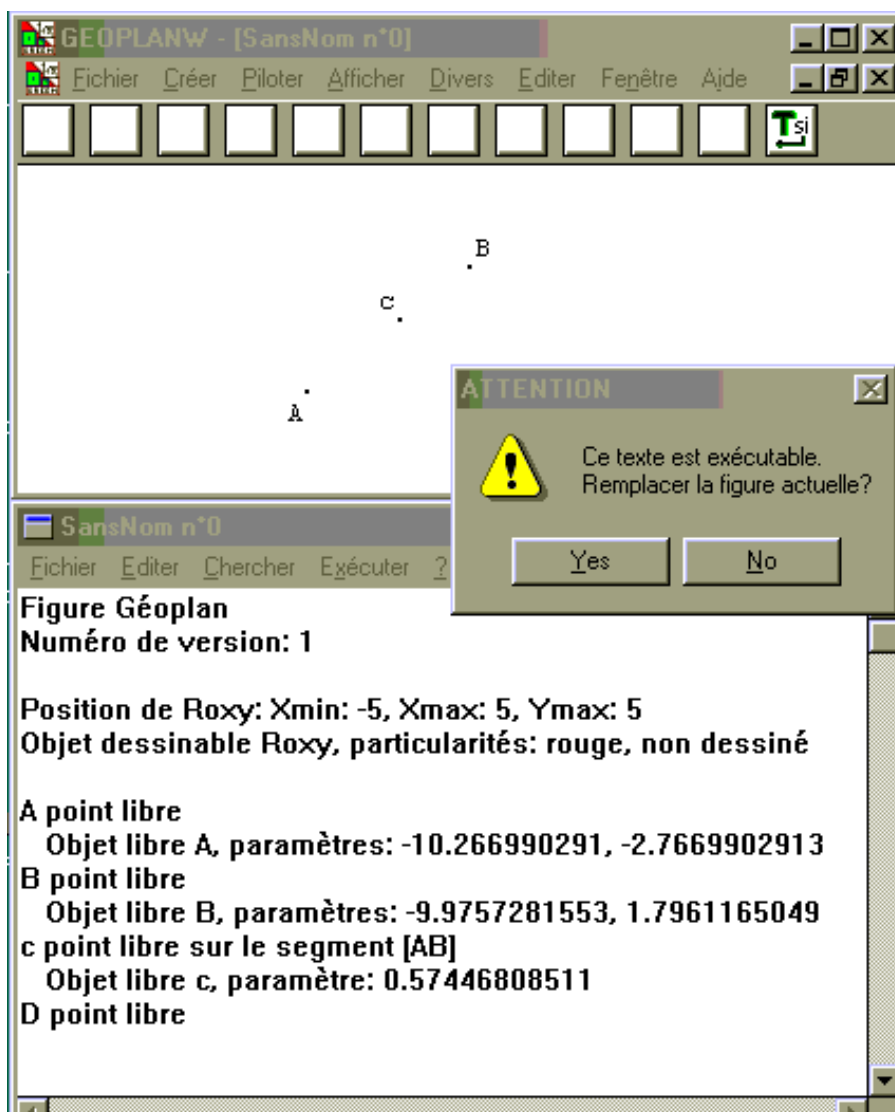 GEOPLANW - [SansNom n°0]
Fichier Créer Piloter Afficher Divers Editer Fenêtre Aide
Tsi
B
c
A
ATTENTION
Ce texte est exécutable.
Remplacer la figure actuelle?
Yes No
SansNom n°0
Fichier Editer Chercher Exécuter ?
Figure Géoplan
Numéro de version: 1
Position de Roxy: Xmin: -5, Xmax: 5, Ymax: 5
Objet dessinable Roxy, particularités: rouge, non dessiné
A point libre
Objet libre A, paramètres: -10.266990291, -2.7669902913
B point libre
Objet libre B, paramètres: -9.9757281553, 1.7961165049
c point libre sur le segment [AB]
Objet libre c, paramètre: 0.57446808511
D point libre